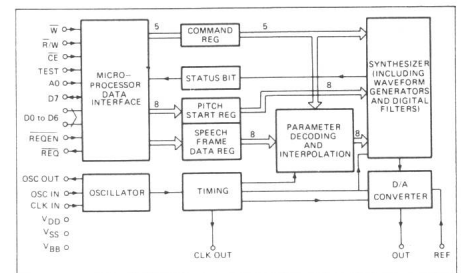 W
R/W
CE
TEST
A0
D7
D0 to D6
REQEN
REQ
OSC OUT
OSC IN
CLK IN
VDD
VSS
VBB
MICRO-
PROCESSOR
DATA
INTERFACE
5
COMMAND
REG
5
STATUS BIT
8
PITCH
START REG
8
8
SPEECH
FRAME
DATA REG
8
PARAMETER
DECODING
AND
INTERPOLATION
8
SYNTHESIZER
(INCLUDING
WAVEFORM
GENERATORS
AND DIGITAL
FILTERS)
OSCILLATOR
TIMING
D/A
CONVERTER
CLK OUT
OUT
REF